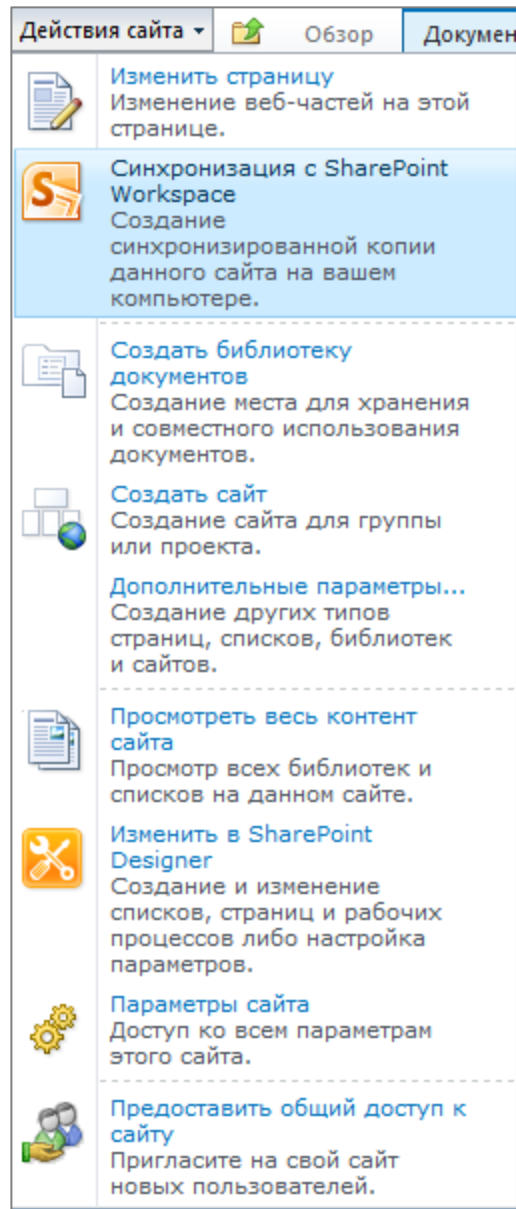 Действия сайта
Обзор
Докумен
Изменить страницу
Изменение веб-частей на этой
странице.
Синхронизация с SharePoint
Workspace
Создание
синхронизированной копии
данного сайта на вашем
компьютере.
Создать библиотеку
документов
Создание места для хранения
и совместного использования
документов.
Создать сайт
Создание сайта для группы
или проекта.
Дополнительные параметры...
Создание других типов
страниц, списков, библиотек
и сайтов.
Просмотреть весь контент
сайта
Просмотр всех библиотек и
списков на данном сайте.
Изменить в SharePoint
Designer
Создание и изменение
списков, страниц и рабочих
процессов либо настройка
параметров.
Параметры сайта
Доступ ко всем параметрам
этого сайта.
Предоставить общий доступ к
сайту
Пригласите на свой сайт
новых пользователей.